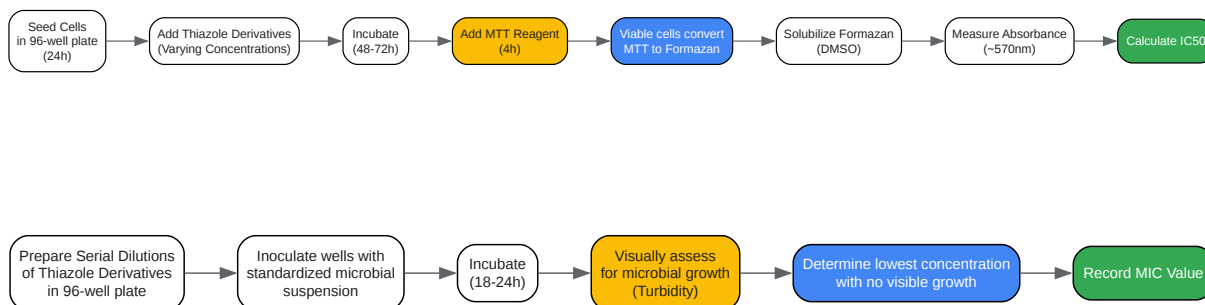 Seed Cells
in 96-well plate
(24h)
Add Thiazole Derivatives
(Varying Concentrations)
Incubate
(48-72h)
Add MTT Reagent
(4h)
Viable cells convert
MTT to Formazan
Solubilize Formazan
(DMSO)
Measure Absorbance
(~570nm)
Calculate IC50
Prepare Serial Dilutions
of Thiazole Derivatives
in 96-well plate
Inoculate wells with
standardized microbial
suspension
Incubate
(18-24h)
Visually assess
for microbial growth
(Turbidity)
Determine lowest concentration
with no visible growth
Record MIC Value